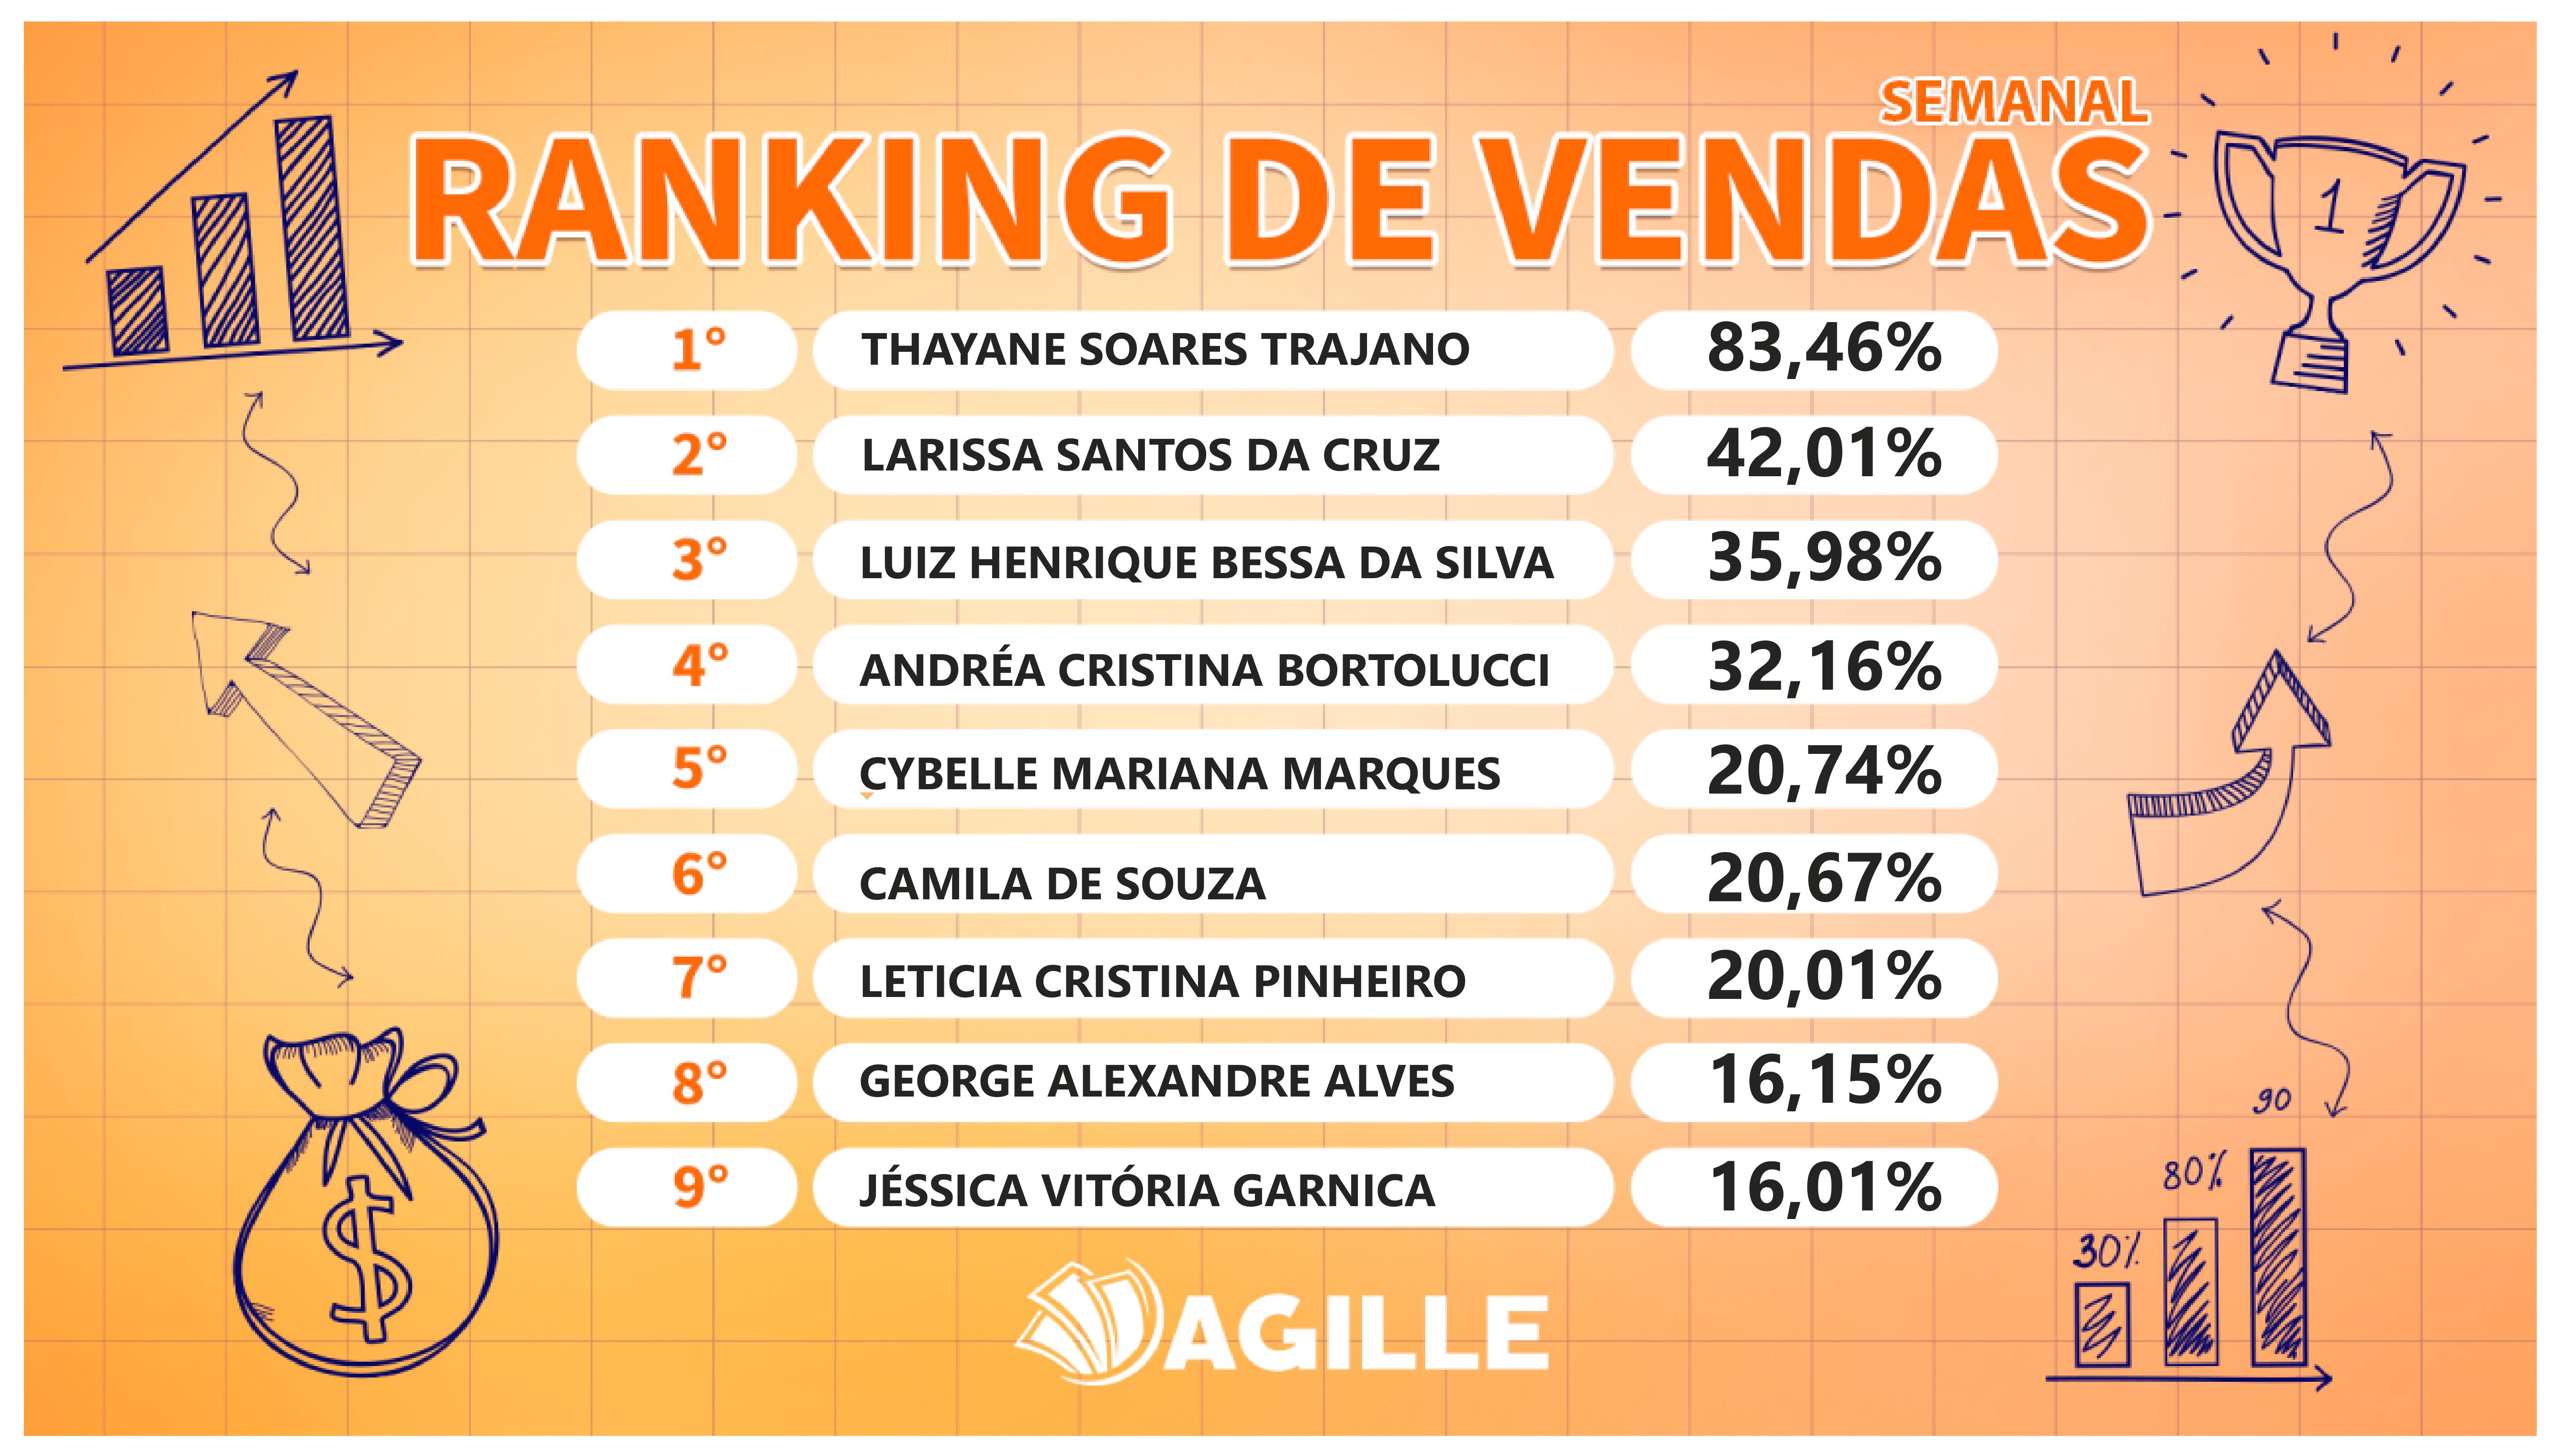 SEMANAL
RANKING DE VENDAS
1
1° THAYANE SOARES TRAJANO 83,46%
2° LARISSA SANTOS DA CRUZ 42,01%
3° LUIZ HENRIQUE BESSA DA SILVA 35,98%
4° ANDRÉA CRISTINA BORTOLUCCI 32,16%
5° CYBELLE MARIANA MARQUES 20,74%
6° CAMILA DE SOUZA 20,67%
7° LETICIA CRISTINA PINHEIRO 20,01%
8° GEORGE ALEXANDRE ALVES 16,15%
9° JÉSSICA VITÓRIA GARNICA 16,01%
$
30% 80% 90
AGILLE